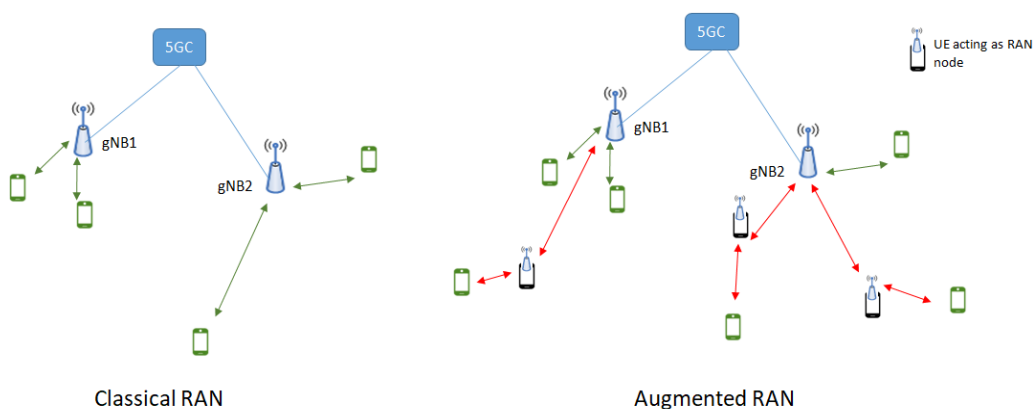 5GC
gNB1
gNB2
Classical RAN
5GC
UE acting as RAN
node
gNB1
gNB2
Augmented RAN